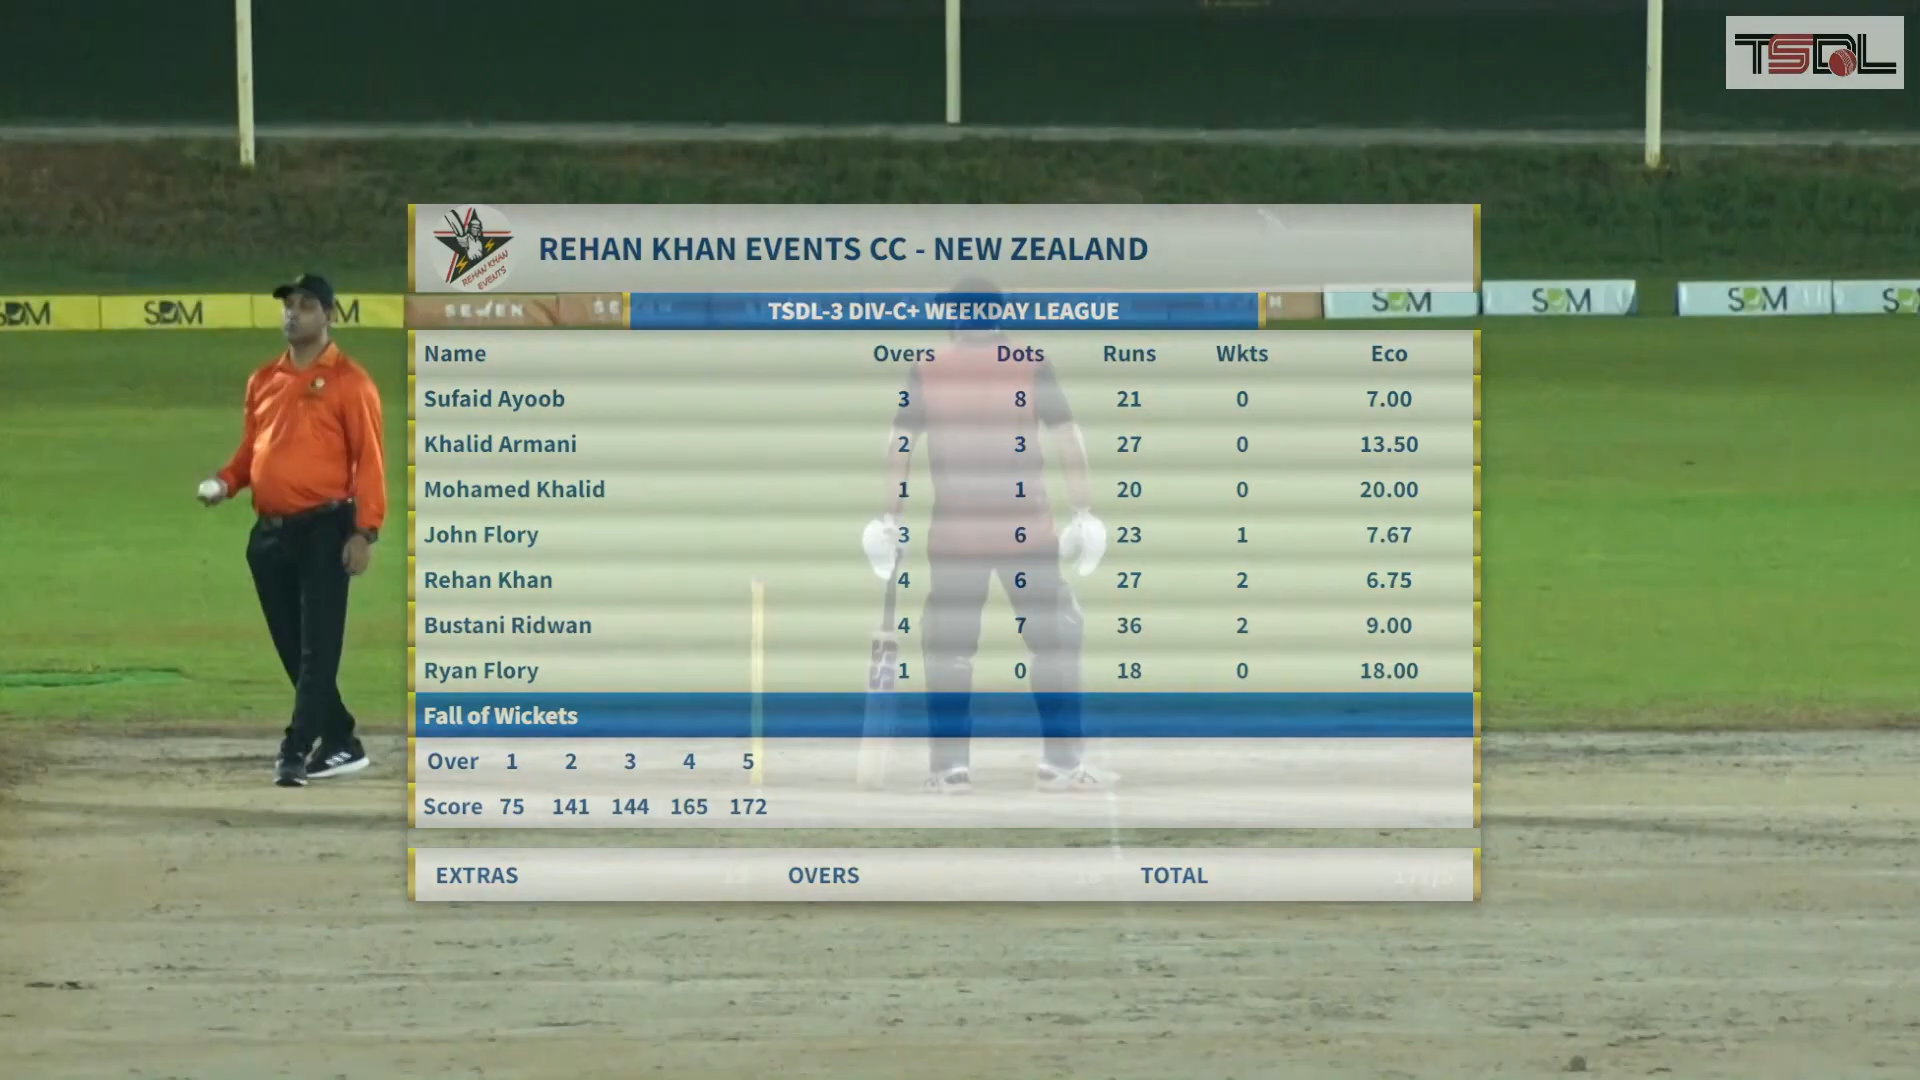 TSDL
REHAN KHAN EVENTS
REHAN KHAN EVENTS CC - NEW ZEALAND
SEVEN
TSDL-3 DIV-C+ WEEKDAY LEAGUE
Name Overs Dots Runs Wkts Eco
Sufaid Ayoob 3 8 21 0 7.00
Khalid Armani 2 3 27 0 13.50
Mohamed Khalid 1 1 20 0 20.00
John Flory 3 6 23 1 7.67
Rehan Khan 4 6 27 2 6.75
Bustani Ridwan 4 7 36 2 9.00
Ryan Flory 1 0 18 0 18.00
Fall of Wickets
Over 1 2 3 4 5
Score 75 141 144 165 172
EXTRAS OVERS TOTAL